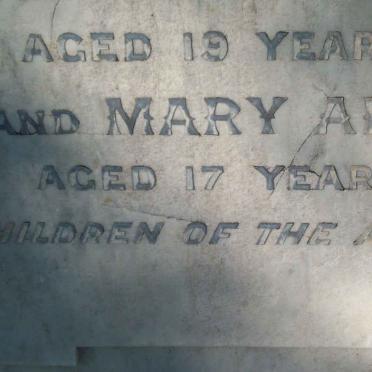 AGED 19 YEAR
AND MARY A
AGED 17 YEAR
HILDREN OF THE A